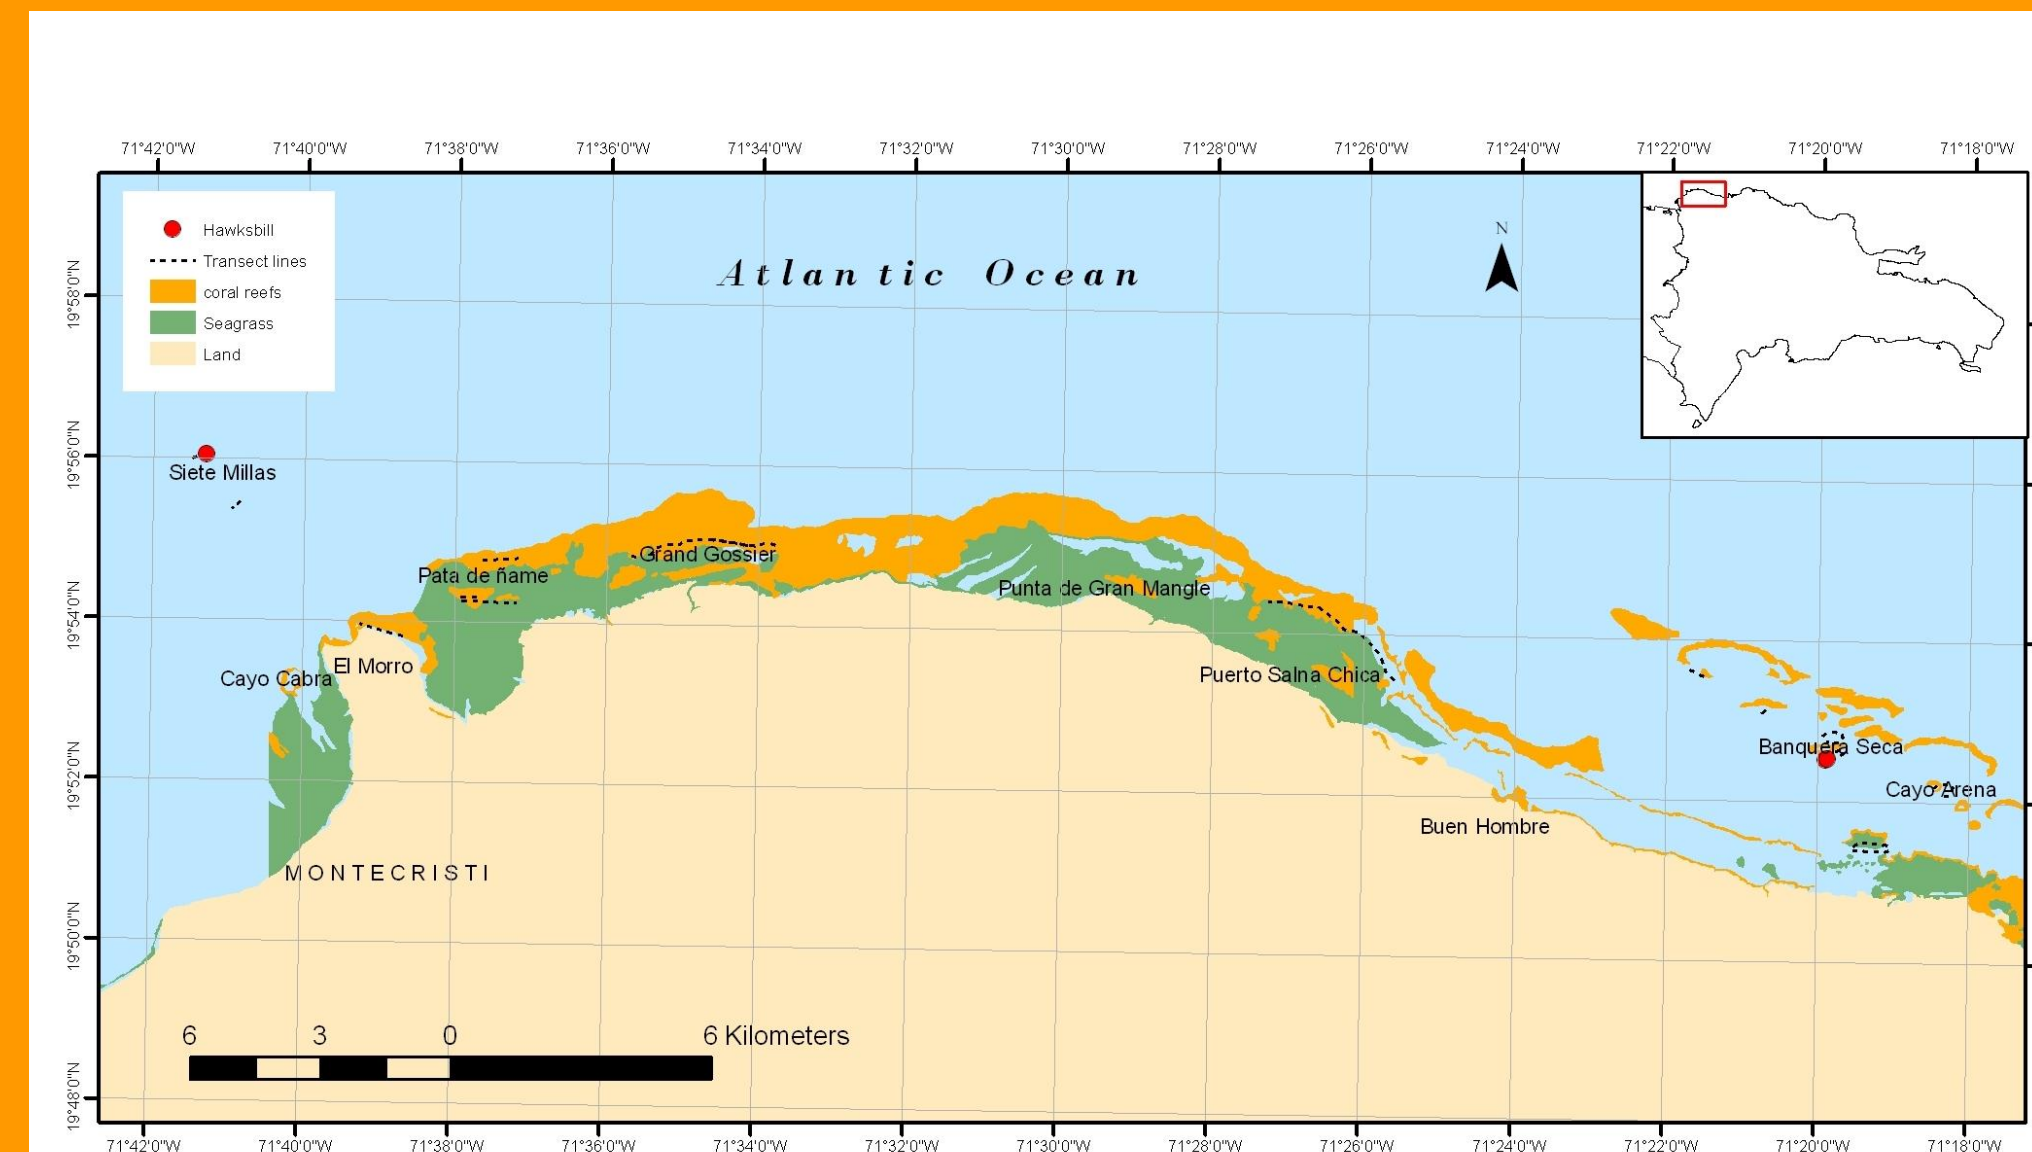 71°42'0"W 71°40'0"W 71°38'0"W 71°36'0"W 71°34'0"W 71°32'0"W 71°30'0"W 71°28'0"W 71°26'0"W 71°24'0"W 71°22'0"W 71°20'0"W 71°18'0"W
Hawksbill
Transect lines
coral reefs
Seagrass
Land
N
Atlantic Ocean
19°58'0"N
19°56'0"N
19°54'0"N
19°52'0"N
19°50'0"N
19°48'0"N
Siete Millas
Grand Gossier
Pata de ñame
Punta de Gran Mangle
El Morro
Cayo Cabra
Puerto Salna Chica
Banquera Seca
Cayo Arena
Buen Hombre
MONTECRISTI
6 3 0 6 Kilometers
71°42'0"W 71°40'0"W 71°38'0"W 71°36'0"W 71°34'0"W 71°32'0"W 71°30'0"W 71°28'0"W 71°26'0"W 71°24'0"W 71°22'0"W 71°20'0"W 71°18'0"W